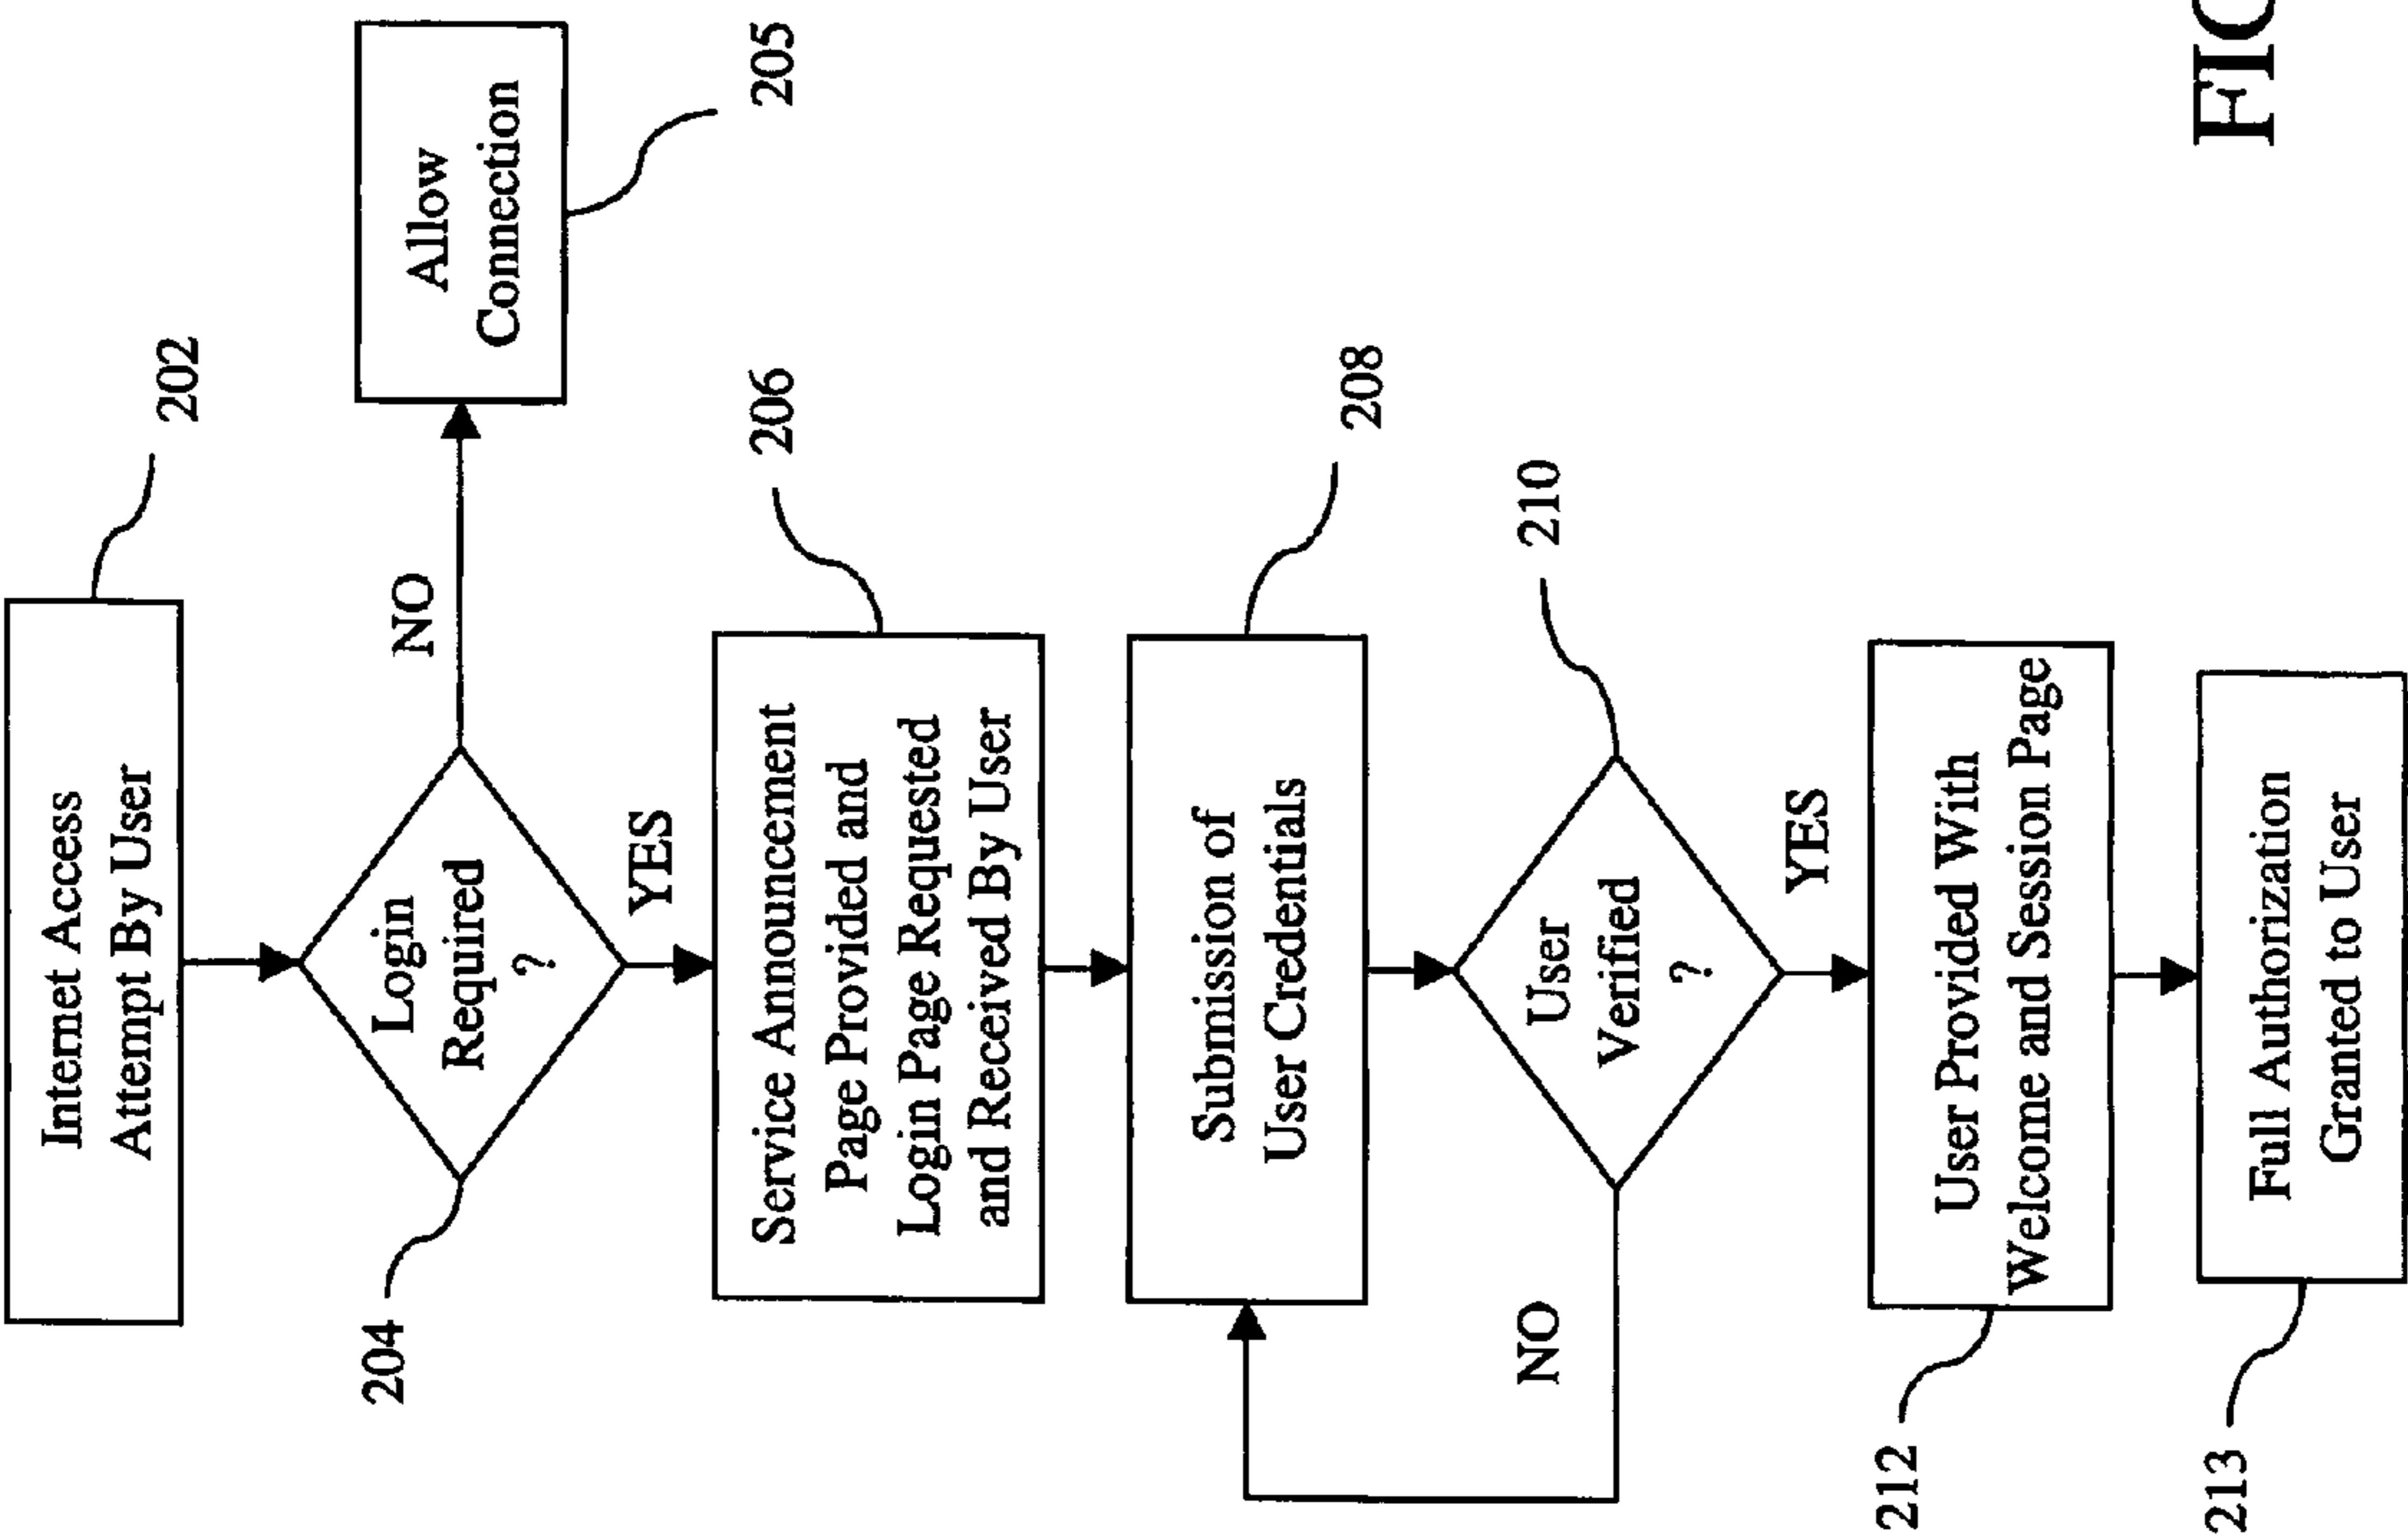 Internet Access
Attempt By User
202
Login
Required
?
204
NO
Allow
Connection
205
YES
Service Announcement
Page Provided and
Login Page Requested
and Received By User
206
Submission of
User Credentials
208
User
Verified
?
210
NO
YES
User Provided With
Welcome and Session Page
212
Full Authorization
Granted to User
213